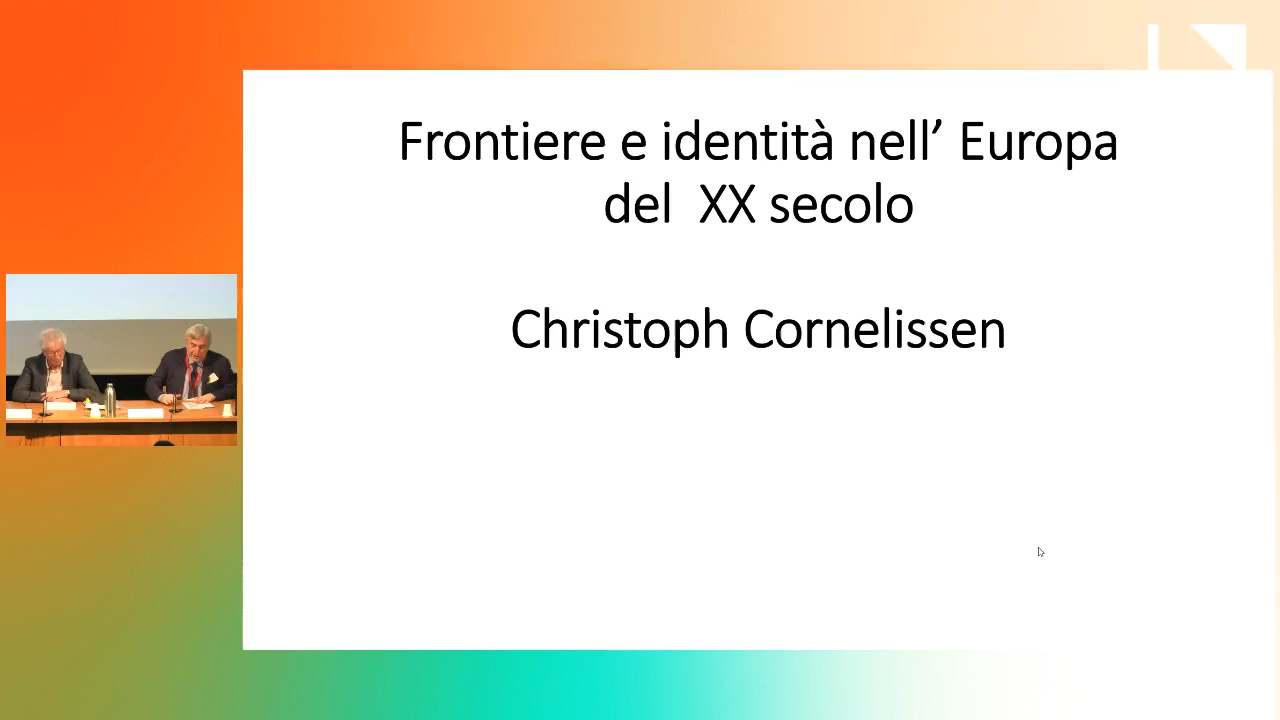 Frontiere e identità nell’ Europa
del  XX secolo
Christoph Cornelissen